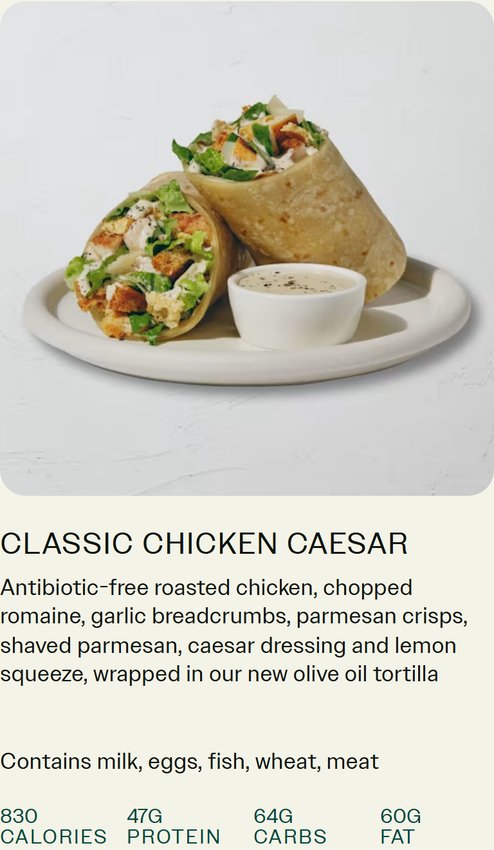 CLASSIC CHICKEN CAESAR
Antibiotic-free roasted chicken, chopped
romaine, garlic breadcrumbs, parmesan crisps,
shaved parmesan, caesar dressing and lemon
squeeze, wrapped in our new olive oil tortilla
Contains milk, eggs, fish, wheat, meat
830 47G 64G 60G
CALORIES PROTEIN CARBS FAT